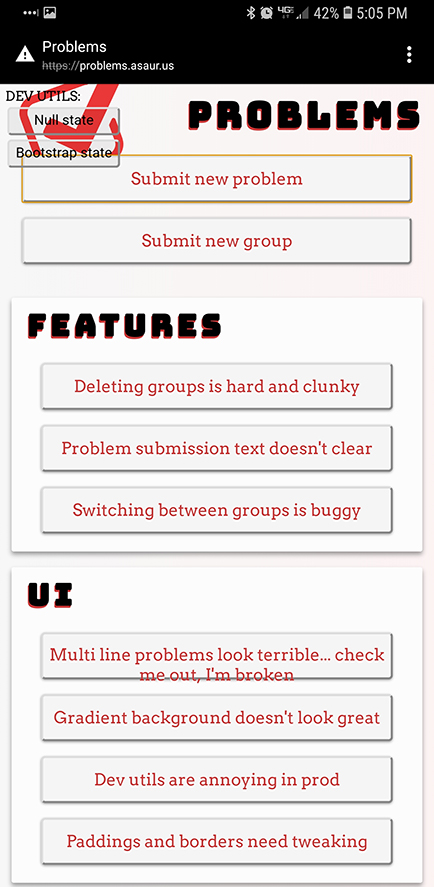 42% 5:05 PM
Problems
https://problems.asaur.us
DEV UTILS:
Null state
Bootstrap state
PROBLEMS
Submit new problem
Submit new group
FEATURES
Deleting groups is hard and clunky
Problem submission text doesn't clear
Switching between groups is buggy
UI
Multi line problems look terrible... check
me out, I'm broken
Gradient background doesn't look great
Dev utils are annoying in prod
Paddings and borders need tweaking